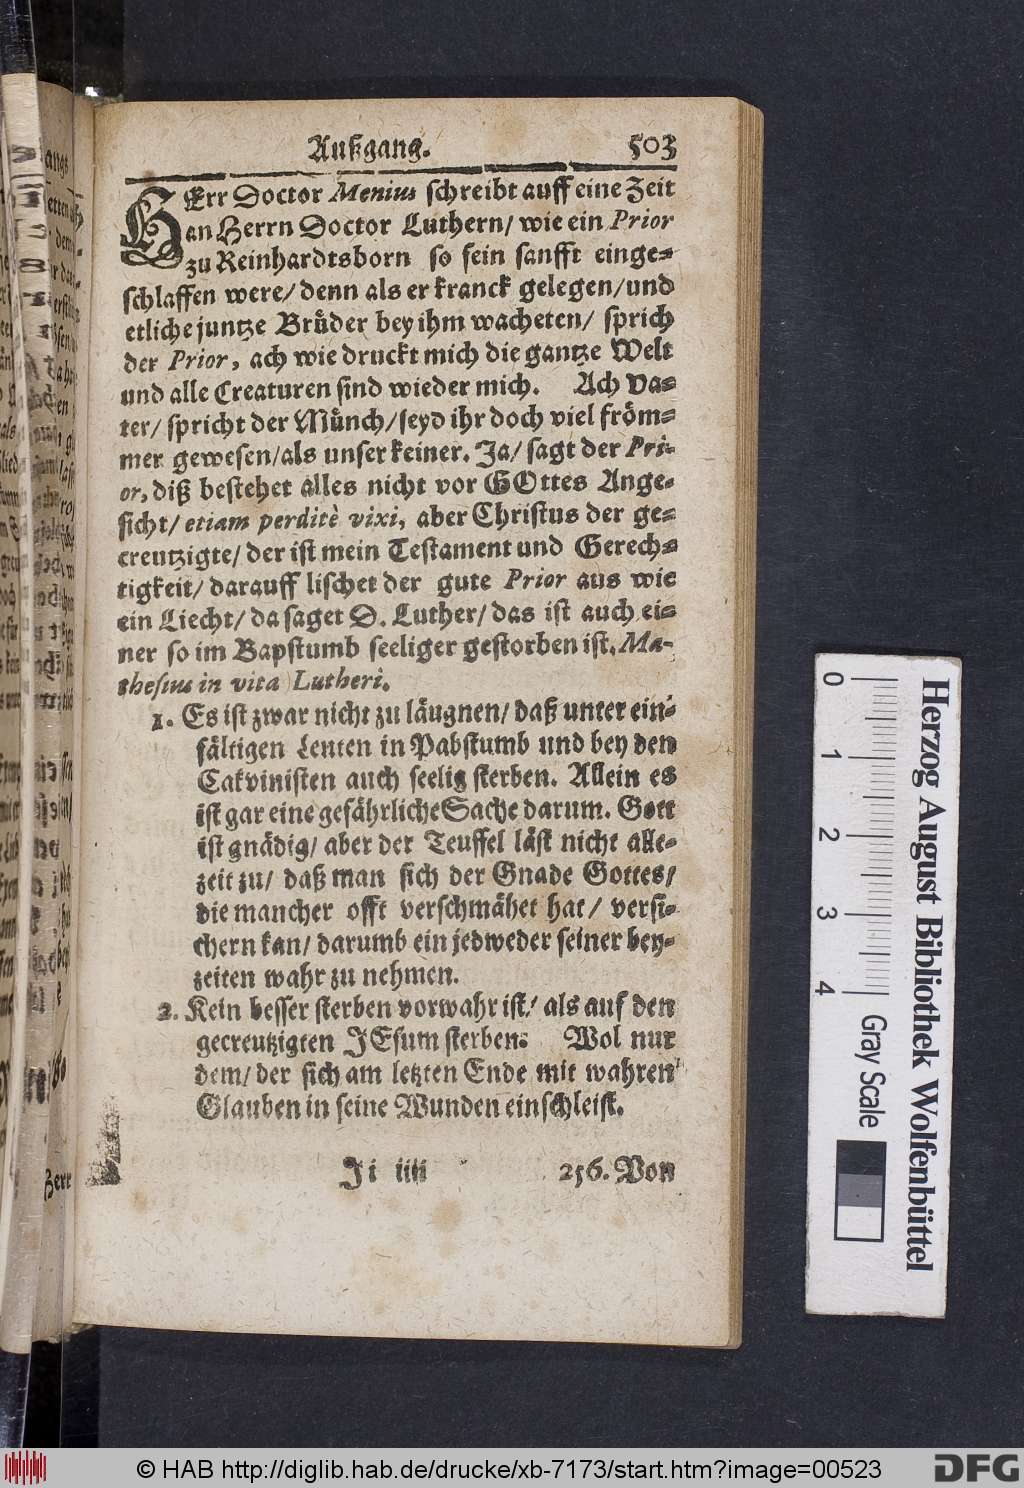 Außgang. 503
HErr Doctor Menius schreibt auff eine Zeit
an Herrn Doctor Luthern/ wie ein Prior
zu Reinhardtsborn so fein sanfft einge-
schlaffen were/ denn als er kranck gelegen/ und
etliche juntze Brüder bey ihm wacheten/ sprich
der Prior, ach wie druckt mich die gantze Welt
und alle Creaturen sind wieder mich. Ach Va-
ter/ spricht der Münch/ seyd ihr doch viel fröm-
mer gewesen/ als unser keiner. Ja/ sagt der Pri-
or, diß bestehet alles nicht vor GOttes Ange-
sicht/ etiam perditè vixi, aber Christus der ge-
creutzigte/ der ist mein Testament und Gerech-
tigkeit/ darauff lischet der gute Prior aus wie
ein Liecht/ da saget D. Luther/ das ist auch ei-
ner so im Bapstumb seeliger gestorben ist. Ma-
thesius in vita Lutheri.
1. Es ist zwar nicht zu läugnen/ daß unter ein-
fältigen Leuten in Pabstumb und bey den
Calvinisten auch seelig sterben. Allein es
ist gar eine gefährliche Sache darum. Gott
ist gnädig/ aber der Teuffel läst nicht alle-
zeit zu/ daß man sich der Gnade Gottes/
die mancher offt verschmähet hat/ versi-
chern kan/ darumb ein jedweder seiner bey-
zeiten wahr zu nehmen.
2. Kein besser sterben vorwahr ist/ als auf den
gecreutzigten JEsum sterben. Wol nur
dem/ der sich am letzten Ende mit wahren
Glauben in seine Wunden einschleist.
Ji iiii 256. Von
Herr
0 1 2 3 4
Gray Scale
Herzog August Bibliothek Wolfenbüttel
© HAB http://diglib.hab.de/drucke/xb-7173/start.htm?image=00523
DFG